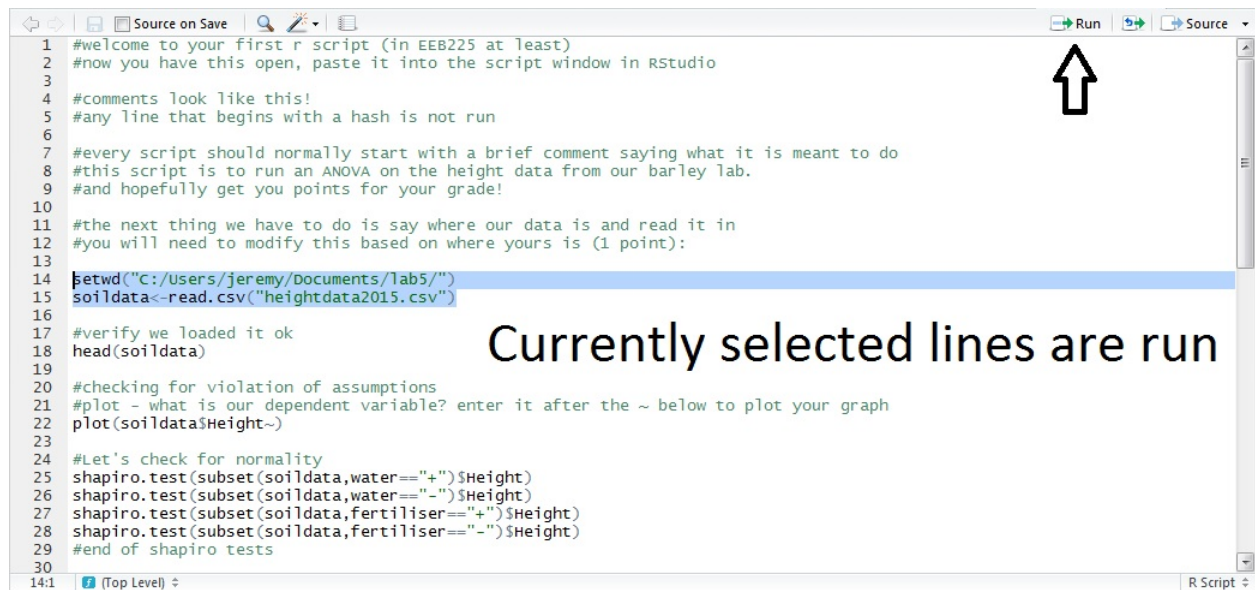 Source on Save Run Source
1 #welcome to your first r script (in EEB225 at least)
2 #now you have this open, paste it into the script window in RStudio
3
4 #comments look like this!
5 #any line that begins with a hash is not run
6
7 #every script should normally start with a brief comment saying what it is meant to do
8 #this script is to run an ANOVA on the height data from our barley lab.
9 #and hopefully get you points for your grade!
10
11 #the next thing we have to do is say where our data is and read it in
12 #you will need to modify this based on where yours is (1 point):
13
14 setwd("C:/Users/jeremy/Documents/lab5/")
15 soildata<-read.csv("heightdata2015.csv")
16
17 #verify we loaded it ok
18 head(soildata)
Currently selected lines are run
19
20 #checking for violation of assumptions
21 #plot - what is our dependent variable? enter it after the ~ below to plot your graph
22 plot(soildata$Height~)
23
24 #Let's check for normality
25 shapiro.test(subset(soildata,water=="+")$Height)
26 shapiro.test(subset(soildata,water=="-")$Height)
27 shapiro.test(subset(soildata,fertiliser=="+")$Height)
28 shapiro.test(subset(soildata,fertiliser=="-")$Height)
29 #end of shapiro tests
30
14:1 (Top Level) R Script